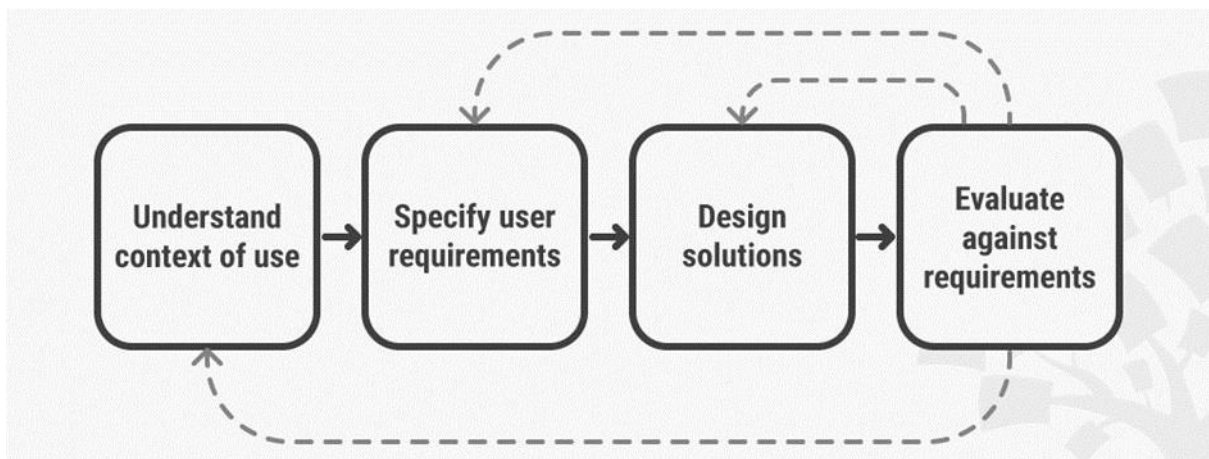 Understand
context of use
Specify user
requirements
Design
solutions
Evaluate
against
requirements